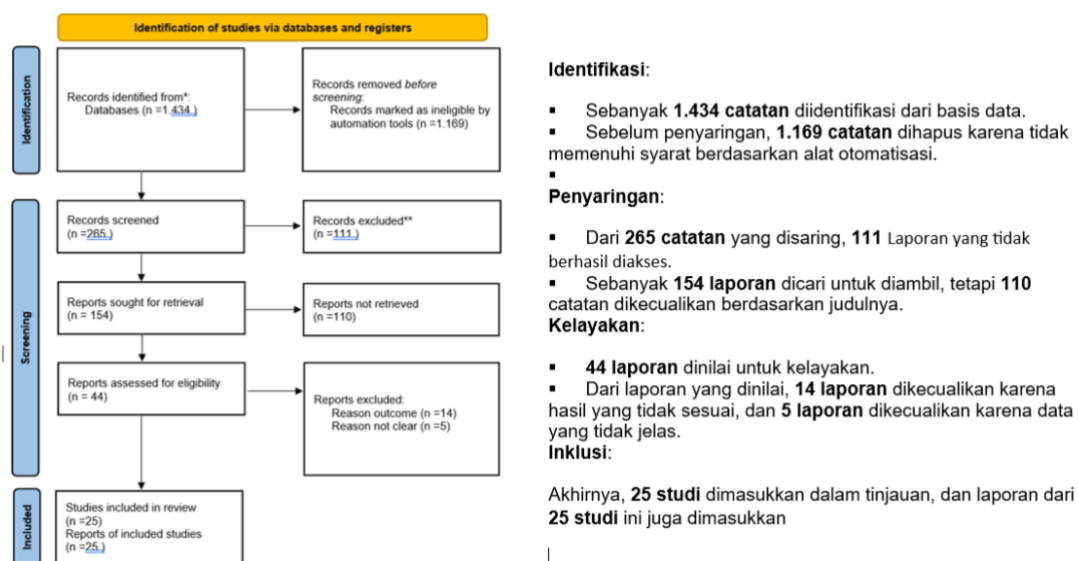 Identification of studies via databases and registers
Identification
Records identified from*:
Databases (n =1.434 )
Records removed before
screening:
Records marked as ineligible by
automation tools (n =1.169)
Screening
Records screened
(n =265 )
Records excluded**
(n =111 )
Reports sought for retrieval
(n = 154)
Reports not retrieved
(n =110)
Reports assessed for eligibility
(n = 44)
Reports excluded:
Reason outcome (n =14)
Reason not clear (n =5)
Included
Studies included in review
(n =25)
Reports of included studies
(n =25 )
Identifikasi:
▪ Sebanyak 1.434 catatan diidentifikasi dari basis data.
▪ Sebelum penyaringan, 1.169 catatan dihapus karena tidak
memenuhi syarat berdasarkan alat otomatisasi.
▪
Penyaringan:
▪ Dari 265 catatan yang disaring, 111 Laporan yang tidak
berhasil diakses.
▪ Sebanyak 154 laporan dicari untuk diambil, tetapi 110
catatan dikecualikan berdasarkan judulnya.
Kelayakan:
▪ 44 laporan dinilai untuk kelayakan.
▪ Dari laporan yang dinilai, 14 laporan dikecualikan karena
hasil yang tidak sesuai, dan 5 laporan dikecualikan karena data
yang tidak jelas.
Inklusi:
Akhirnya, 25 studi dimasukkan dalam tinjauan, dan laporan dari
25 studi ini juga dimasukkan